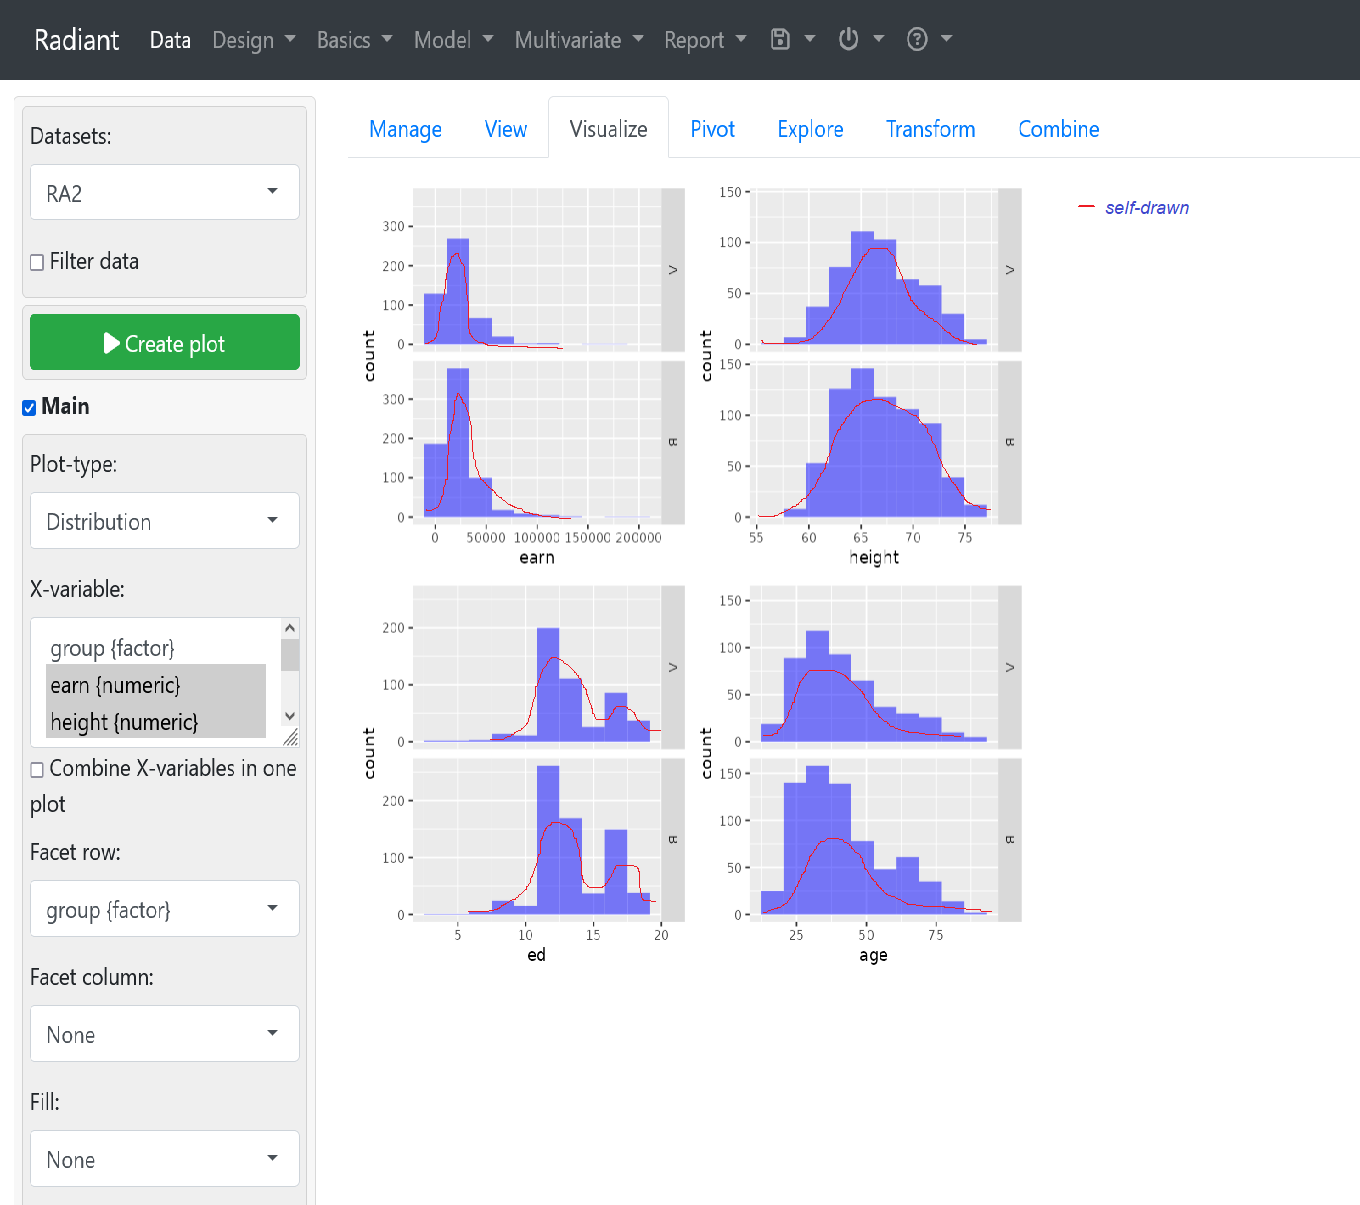 Radiant Data Design Basics Model Multivariate Report
Datasets:
RA2
Filter data
Create plot
Main
Plot-type:
Distribution
X-variable:
group {factor}
earn {numeric}
height {numeric}
Combine X-variables in one
plot
Facet row:
group {factor}
Facet column:
None
Fill:
None
Manage View Visualize Pivot Explore Transform Combine
count
300
200
100
0
A
300
200
100
0
B
0 50000 100000 150000 200000
earn
count
150
100
50
0
A
150
100
50
0
B
55 60 65 70 75
height
self-drawn
count
200
100
0
A
200
100
0
B
5 10 15 20
ed
count
150
100
50
0
A
150
100
50
0
B
25 50 75
age